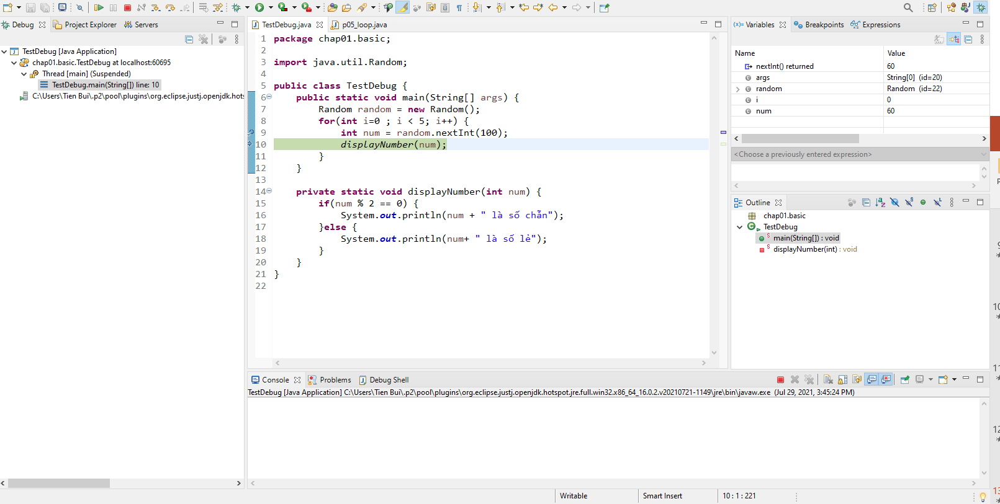 Debug
Project Explorer
Servers
TestDebug [Java Application]
chap01.basic.TestDebug at localhost:60695
Thread [main] (Suspended)
TestDebug.main(String[]) line: 10
C:\Users\Tien Bui\.p2\pool\plugins\org.eclipse.justj.openjdk.hots
TestDebug.java
p05_loop.java
1 package chap01.basic;
2
3 import java.util.Random;
4
5 public class TestDebug {
6 public static void main(String[] args) {
7 Random random = new Random();
8 for(int i=0 ; i < 5; i++) {
9 int num = random.nextInt(100);
10 displayNumber(num);
11 }
12 }
13
14 private static void displayNumber(int num) {
15 if(num % 2 == 0) {
16 System.out.println(num + " là số chẵn");
17 }else {
18 System.out.println(num+ " là số lẻ");
19 }
20 }
21 }
22
(x)= Variables
Breakpoints
Expressions
Name Value
nextInt() returned 60
args String[0] (id=20)
random Random (id=22)
i 0
num 60
<Choose a previously entered expression>
Outline
chap01.basic
TestDebug
main(String[]) : void
displayNumber(int) : void
Console
Problems
Debug Shell
TestDebug [Java Application] C:\Users\Tien Bui\.p2\pool\plugins\org.eclipse.justj.openjdk.hotspot.jre.full.win32.x86_64_16.0.2.v20210721-1149\jre\bin\javaw.exe (Jul 29, 2021, 3:45:24 PM)
Writable
Smart Insert
10 : 1 : 221
10
11
12
13